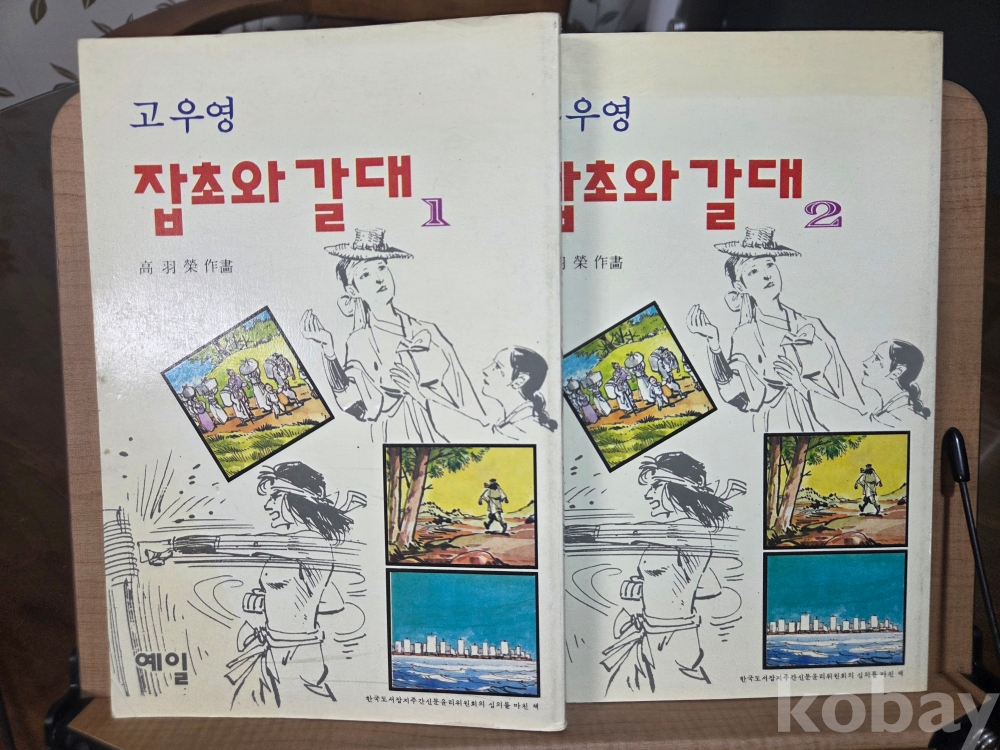 고우영
잡초와 갈대 1
高羽榮 作畵
예일
한국도서잡지주간신문윤리위원회의 심의를 마친 책
우영
초와 갈대 2
榮 作畵
한국도서잡지주간신문윤리위원회의 심의를 마친 책
kobay